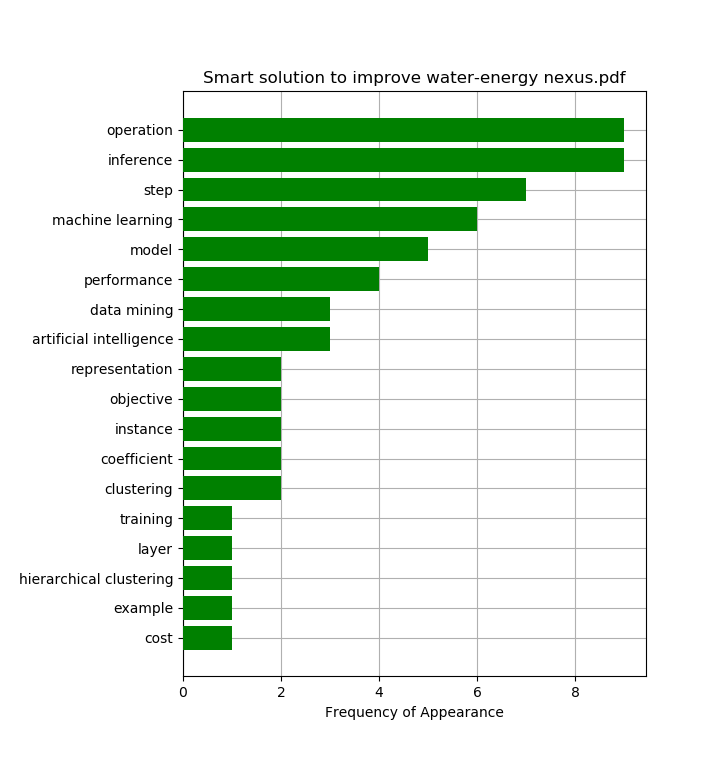 Smart solution to improve water-energy nexus.pdf
operation
inference
step
machine learning
model
performance
data mining
artificial intelligence
representation
objective
instance
coefficient
clustering
training
layer
hierarchical clustering
example
cost
0 2 4 6 8
Frequency of Appearance